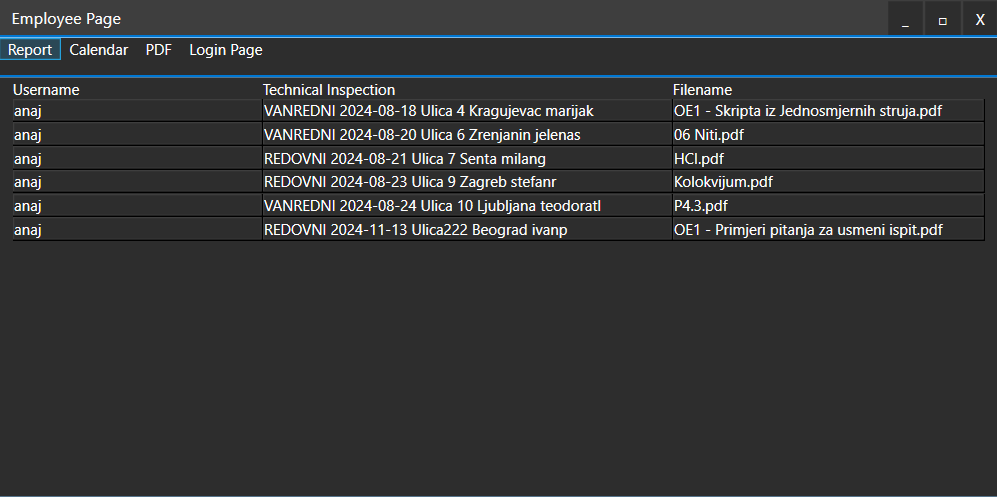 Employee Page _ □ X
Report Calendar PDF Login Page
Username Technical Inspection Filename
anaj VANREDNI 2024-08-18 Ulica 4 Kragujevac marijak OE1 - Skripta iz Jednosmjernih struja.pdf
anaj VANREDNI 2024-08-20 Ulica 6 Zrenjanin jelenas 06 Niti.pdf
anaj REDOVNI 2024-08-21 Ulica 7 Senta milang HCI.pdf
anaj REDOVNI 2024-08-23 Ulica 9 Zagreb stefanr Kolokvijum.pdf
anaj VANREDNI 2024-08-24 Ulica 10 Ljubljana teodoratl P4.3.pdf
anaj REDOVNI 2024-11-13 Ulica222 Beograd ivanp OE1 - Primjeri pitanja za usmeni ispit.pdf